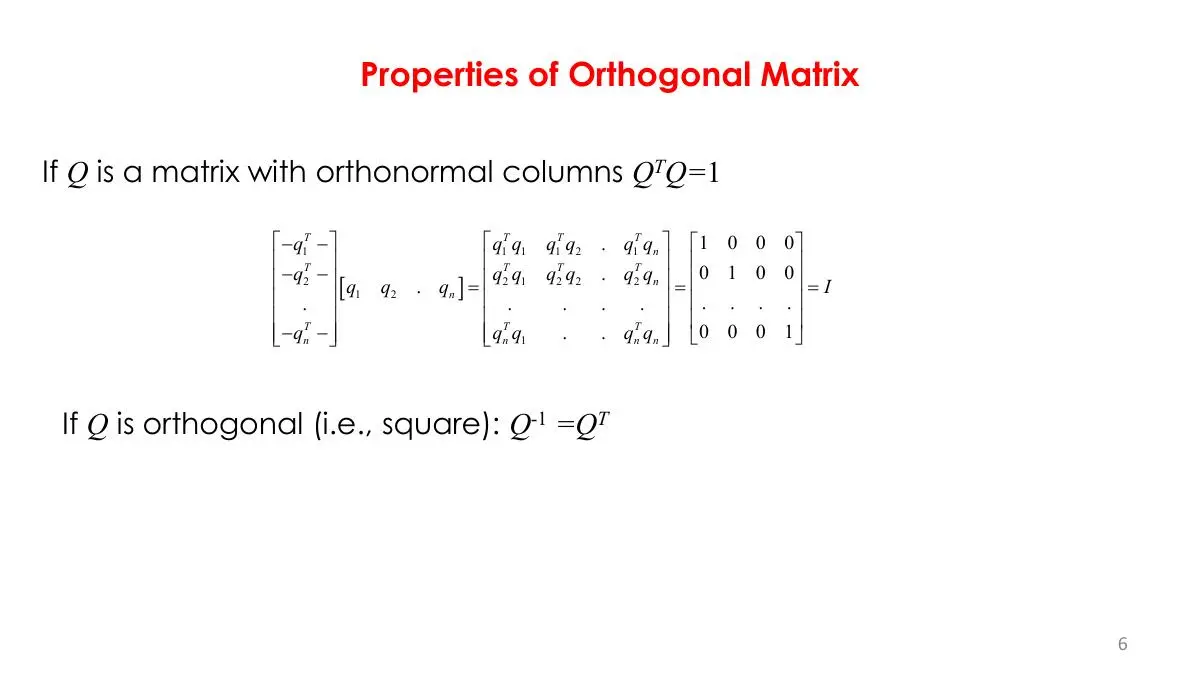 Properties of Orthogonal Matrix
If Q is a matrix with orthonormal columns QᵀQ=1
[−q₁ᵀ−; −q₂ᵀ−; .; −qₙᵀ−] [q₁ q₂ . qₙ] = [q₁ᵀq₁ q₁ᵀq₂ . q₁ᵀqₙ; q₂ᵀq₁ q₂ᵀq₂ . q₂ᵀqₙ; . . . .; qₙᵀq₁ . . qₙᵀqₙ] = [1 0 0 0; 0 1 0 0; . . . .; 0 0 0 1] = I
If Q is orthogonal (i.e., square): Q⁻¹ =Qᵀ
6